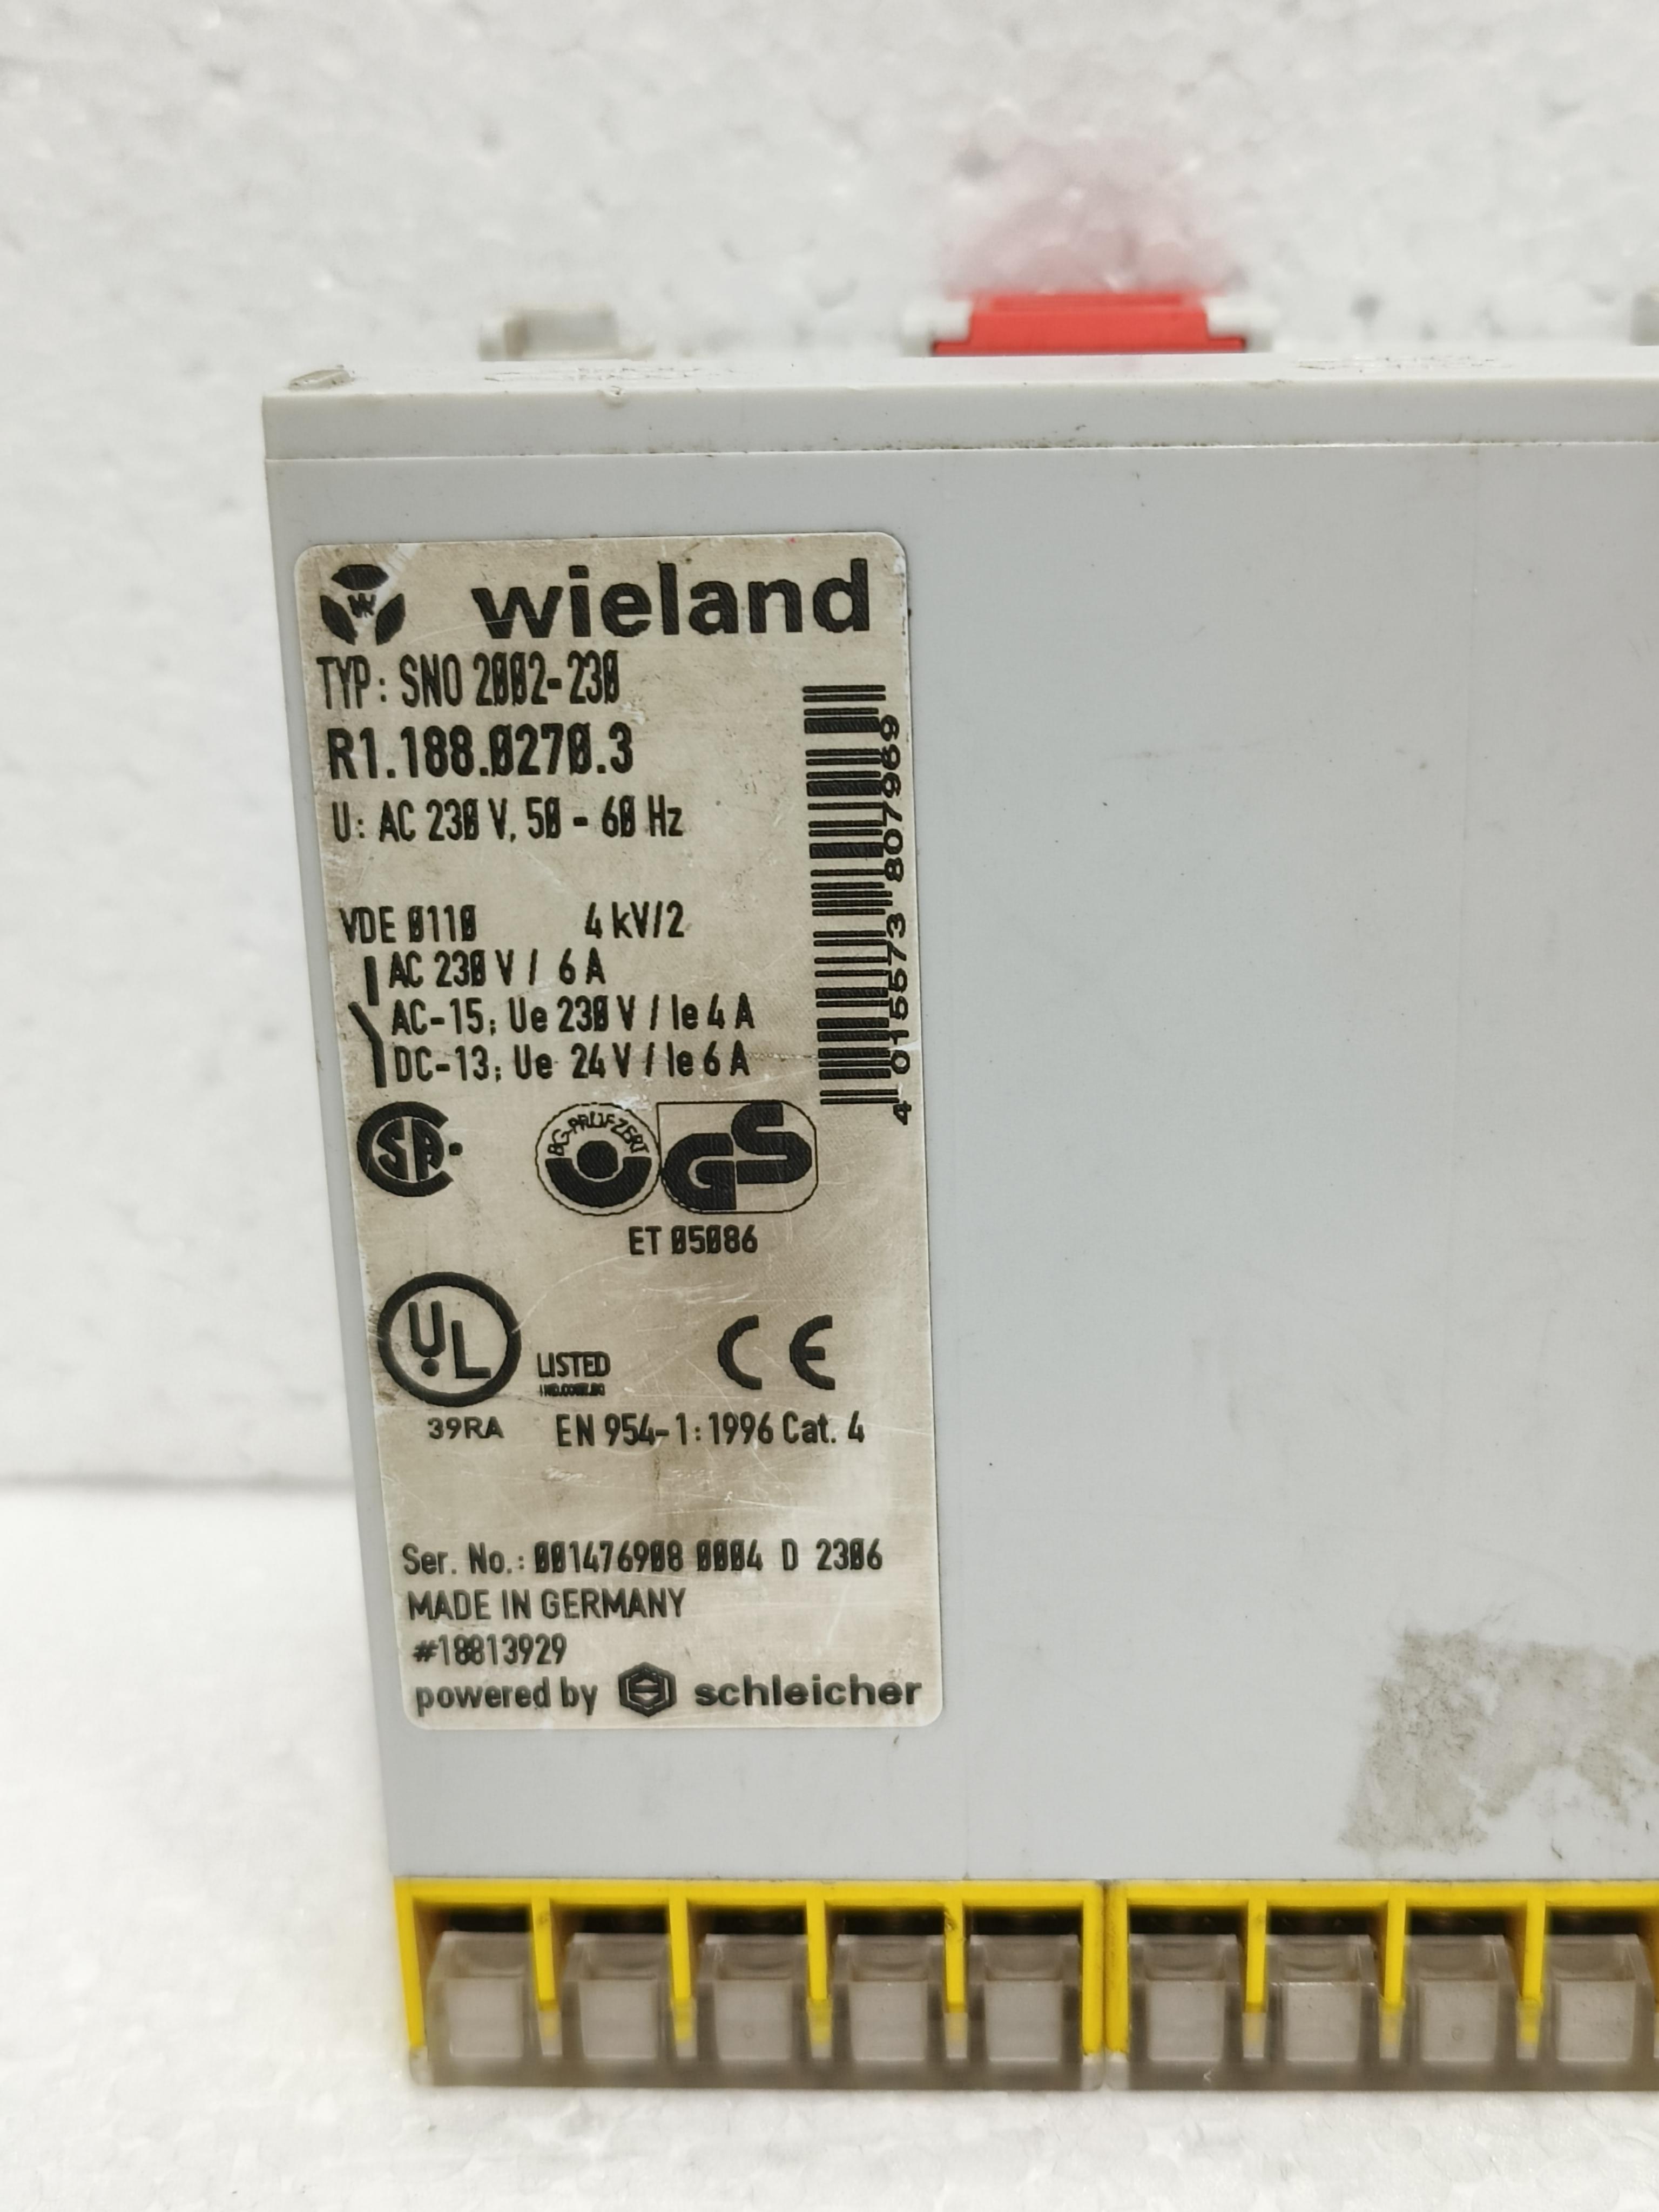 wieland
TYP: SNO 2002-230
R1.188.0270.3
U: AC 230 V, 50 - 60 Hz
VDE 0110 4 kV/2
AC 230 V / 6 A
AC-15; Ue 230 V / Ie 4 A
DC-13; Ue 24 V / Ie 6 A
4 015573 807969
SA
BG-PRÜFZERT
GS
ET 05086
UL
LISTED
CE
39RA EN 954-1:1996 Cat. 4
Ser. No.: 001476908 0004 D 2306
MADE IN GERMANY
#18813929
powered by schleicher